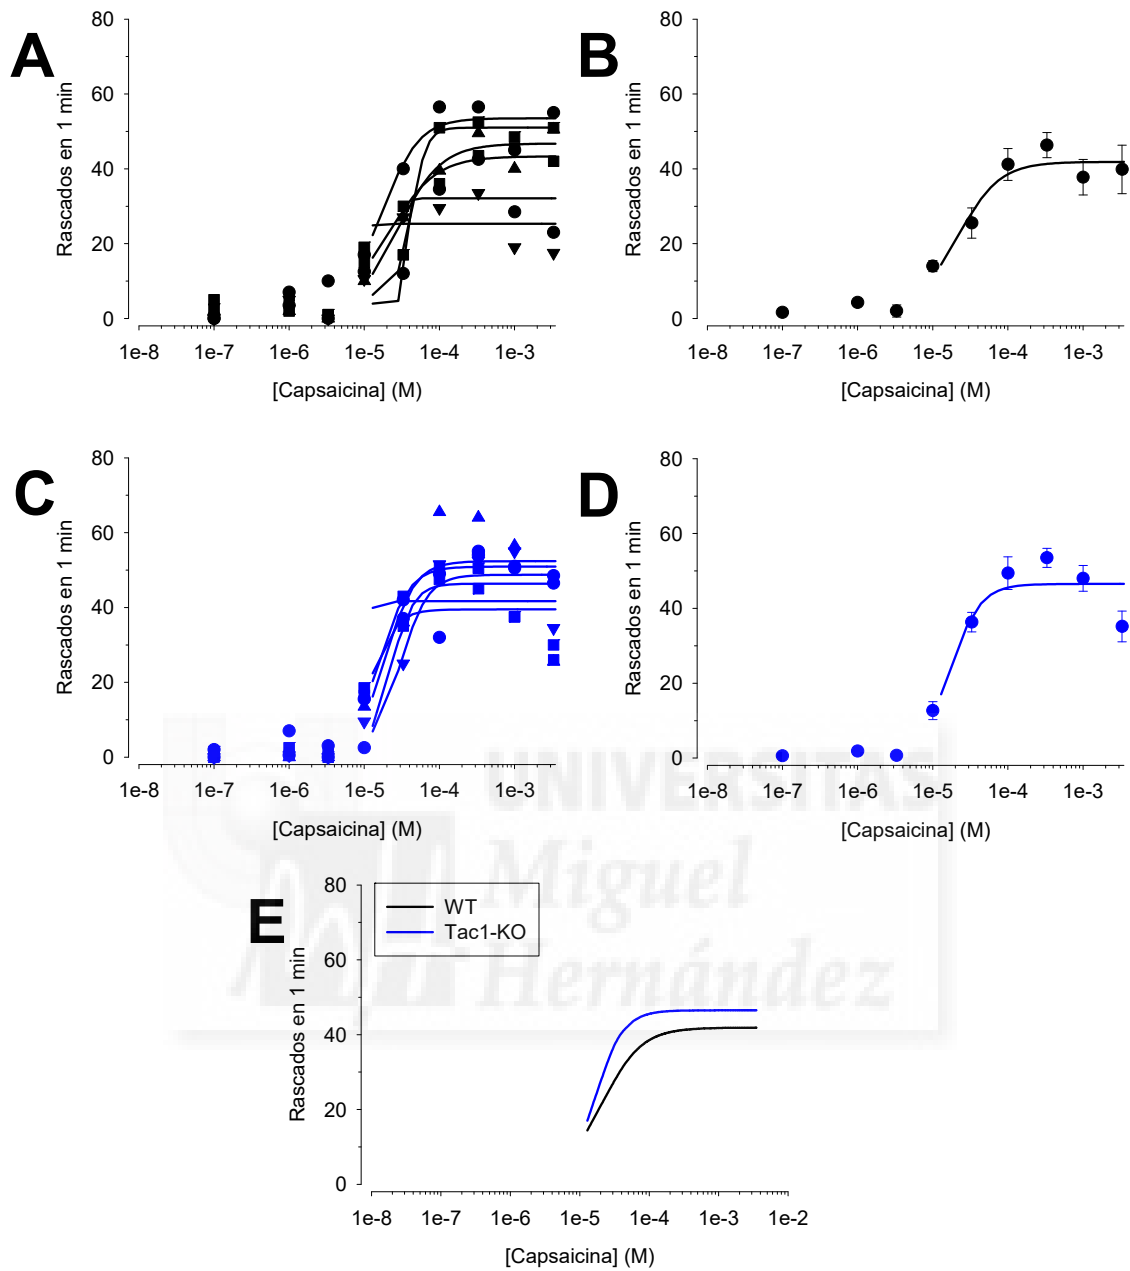 A
80
60
40
20
0
Rascados en 1 min
1e-8 1e-7 1e-6 1e-5 1e-4 1e-3
[Capsaicina] (M)
B
80
60
40
20
0
Rascados en 1 min
1e-8 1e-7 1e-6 1e-5 1e-4 1e-3
[Capsaicina] (M)
C
80
60
40
20
0
Rascados en 1 min
1e-8 1e-7 1e-6 1e-5 1e-4 1e-3
[Capsaicina] (M)
D
80
60
40
20
0
Rascados en 1 min
1e-8 1e-7 1e-6 1e-5 1e-4 1e-3
[Capsaicina] (M)
UNIVERSITAS
Miguel
Hernández
E
WT
Tac1-KO
80
60
40
20
0
Rascados en 1 min
1e-8 1e-7 1e-6 1e-5 1e-4 1e-3 1e-2
[Capsaicina] (M)